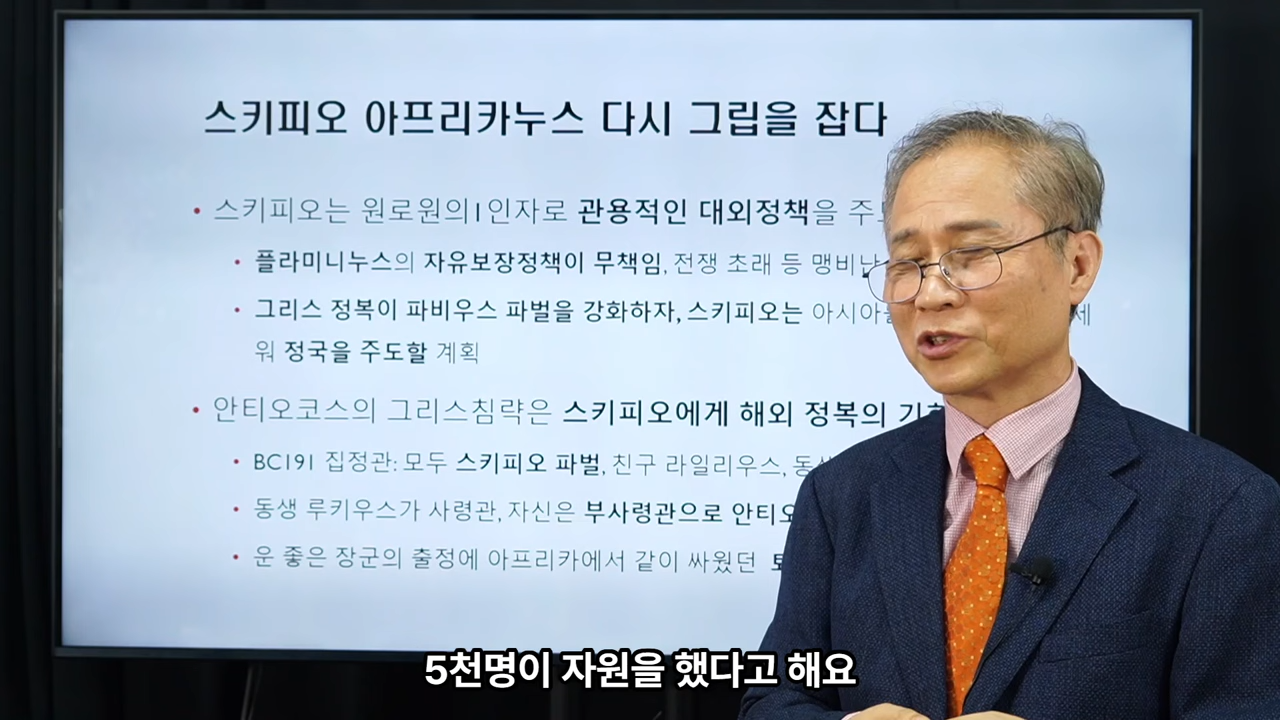 스키피오 아프리카누스 다시 그립을 잡다
• 스키피오는 원로원의 1인자로 관용적인 대외정책을
• 플라미니누스의 자유보장정책이 무책임, 전쟁 초래 등 맹비난
• 그리스 정복이 파비우스 파벌을 강화하자, 스키피오는 세
워 정국을 주도할 계획
• 안티오코스의 그리스침략은 스키피오에게 해외 정복의
• BC191 집정관: 모두 스키피오 파벌, 친구 라일리우스,
• 동생 루키우스가 사령관, 자신은 부사령관으로
• 운 좋은 장군의 출정에 아프리카에서 같이 싸웠던
5천명이 자원을 했다고 해요